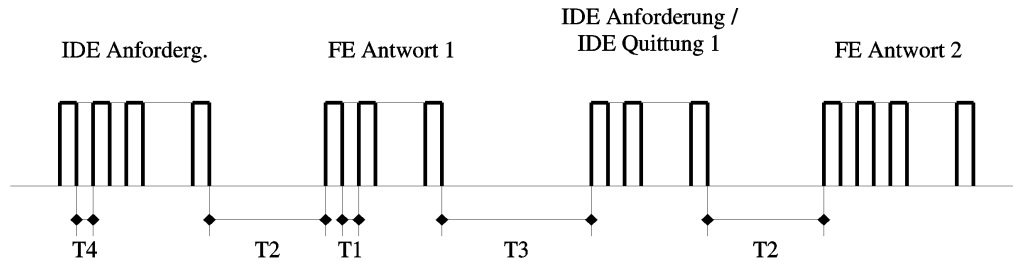 IDE Anforderg.
FE Antwort 1
IDE Anforderung /
IDE Quittung 1
FE Antwort 2
T4
T2
T1
T3
T2